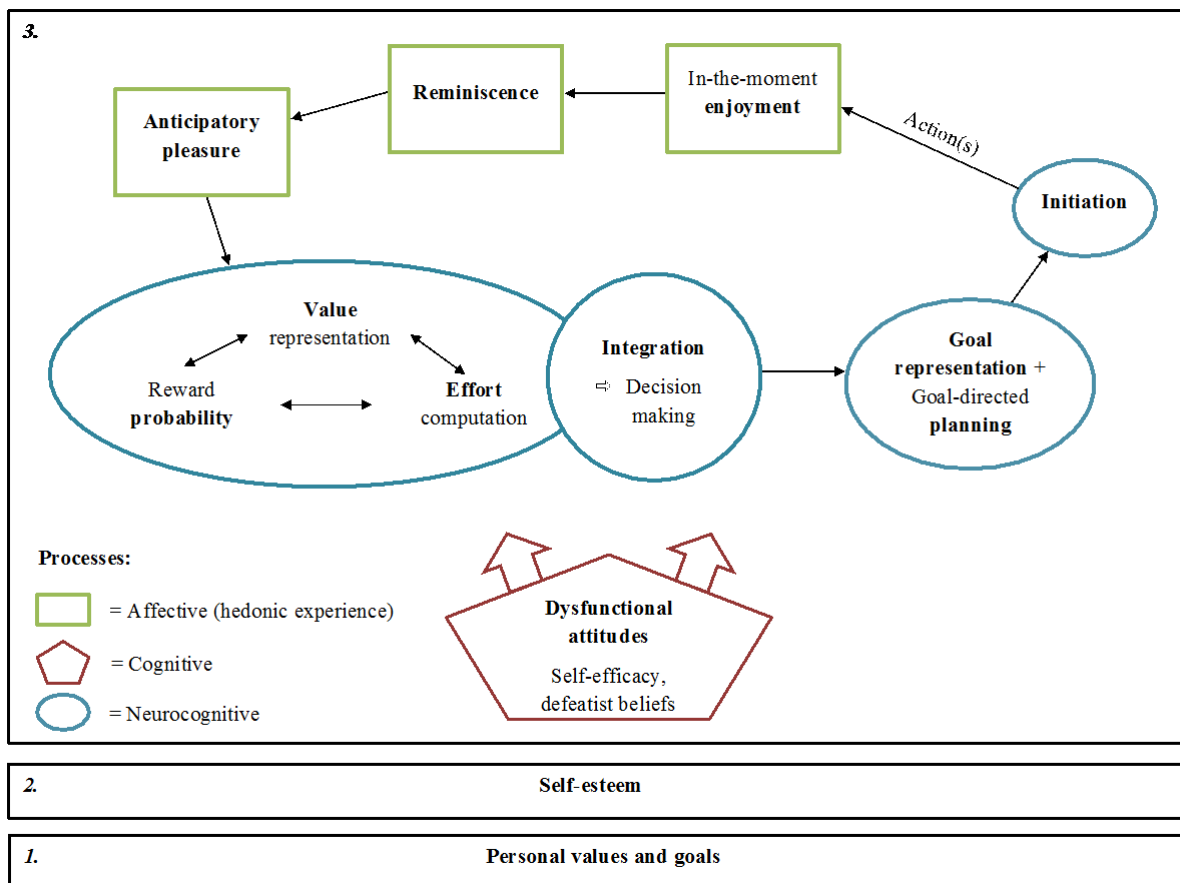 3.
In-the-moment
enjoyment
Reminiscence
Anticipatory
pleasure
Action(s)
Initiation
Value
representation
Reward
probability
Effort
computation
Integration
⇨ Decision
making
Goal
representation +
Goal-directed
planning
Processes:
= Affective (hedonic experience)
= Cognitive
= Neurocognitive
Dysfunctional
attitudes
Self-efficacy,
defeatist beliefs
2. Self-esteem
1. Personal values and goals